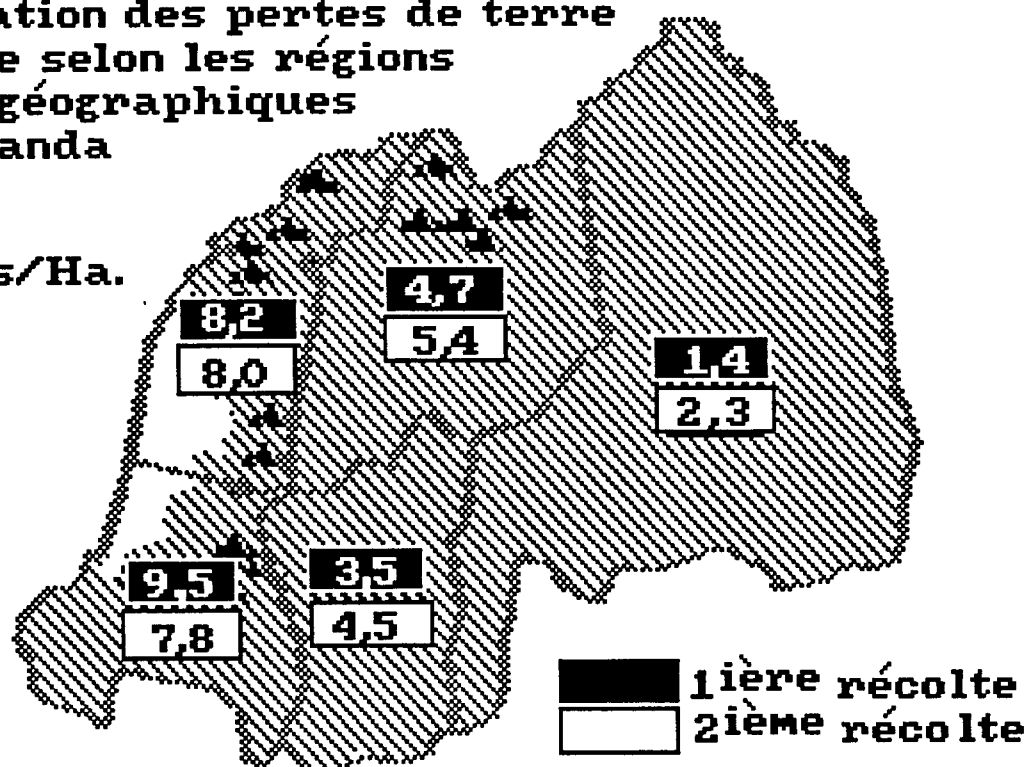 ation des pertes de terre
e selon les régions
géographiques
anda
s/Ha.
8,2
8,0
4,7
5,4
1,4
2,3
9,5
7,8
3,5
4,5
1ière récolte
2ième récolte